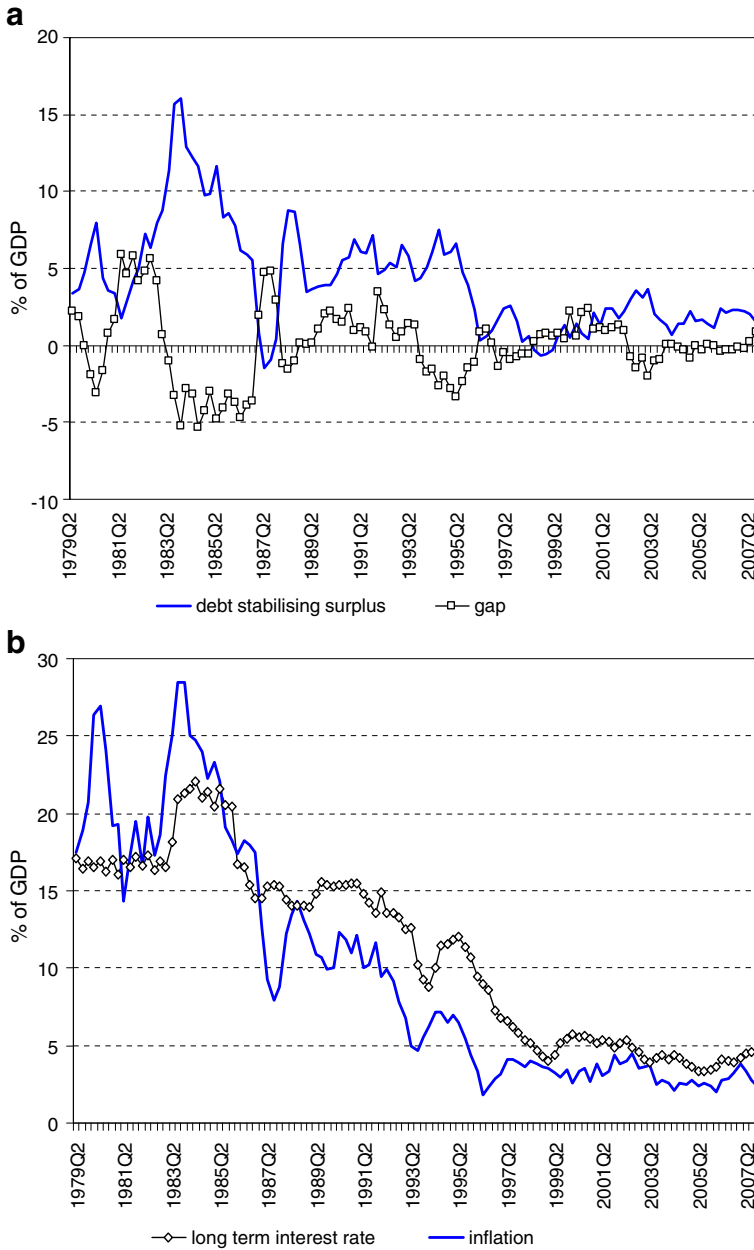 a
20
15
10
5
0
-5
-10
% of GDP
1979Q2
1981Q2
1983Q2
1985Q2
1987Q2
1989Q2
1991Q2
1993Q2
1995Q2
1997Q2
1999Q2
2001Q2
2003Q2
2005Q2
2007Q2
debt stabilising surplus
gap
b
30
25
20
15
10
5
0
% of GDP
1979Q2
1981Q2
1983Q2
1985Q2
1987Q2
1989Q2
1991Q2
1993Q2
1995Q2
1997Q2
1999Q2
2001Q2
2003Q2
2005Q2
2007Q2
long term interest rate
inflation